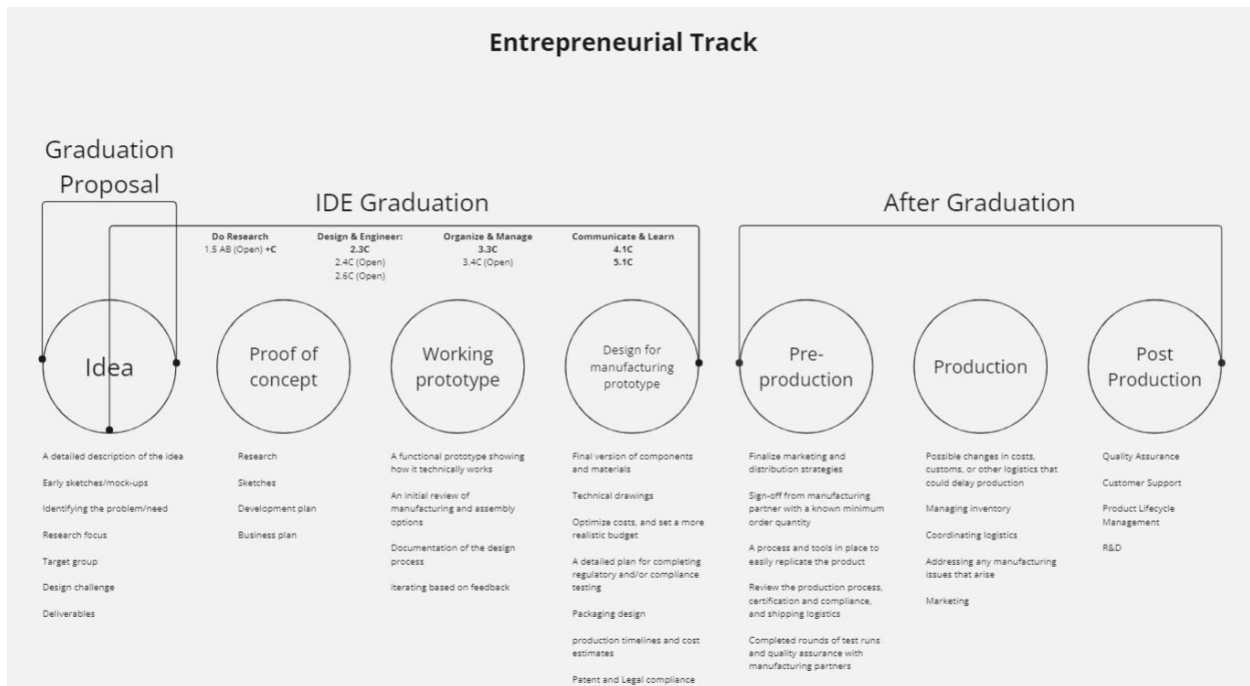 Entrepreneurial Track
Graduation
Proposal
IDE Graduation
After Graduation
Do Research
1.5 AB (Open) +C
Design & Engineer:
2.3C
2.4C (Open)
2.6C (Open)
Organize & Manage
3.3C
3.4C (Open)
Communicate & Learn
4.1C
5.1C
Idea
Proof of
concept
Working
prototype
Design for
manufacturing
prototype
Pre-
production
Production
Post
Production
A detailed description of the idea
Early sketches/mock-ups
Identifying the problem/need
Research focus
Target group
Design challenge
Deliverables
Research
Sketches
Development plan
Business plan
A functional prototype showing
how it technically works
An initial review of
manufacturing and assembly
options
Documentation of the design
process
iterating based on feedback
Final version of components
and materials
Technical drawings
Optimize costs, and set a more
realistic budget
A detailed plan for completing
regulatory and/or compliance
testing
Packaging design
production timelines and cost
estimates
Patent and Legal compliance
Finalize marketing and
distribution strategies
Sign-off from manufacturing
partner with a known minimum
order quantity
A process and tools in place to
easily replicate the product
Review the production process,
certification and compliance,
and shipping logistics
Completed rounds of test runs
and quality assurance with
manufacturing partners
Possible changes in costs,
customs, or other logistics that
could delay production
Managing inventory
Coordinating logistics
Addressing any manufacturing
issues that arise
Marketing
Quality Assurance
Customer Support
Product Lifecycle
Management
R&D